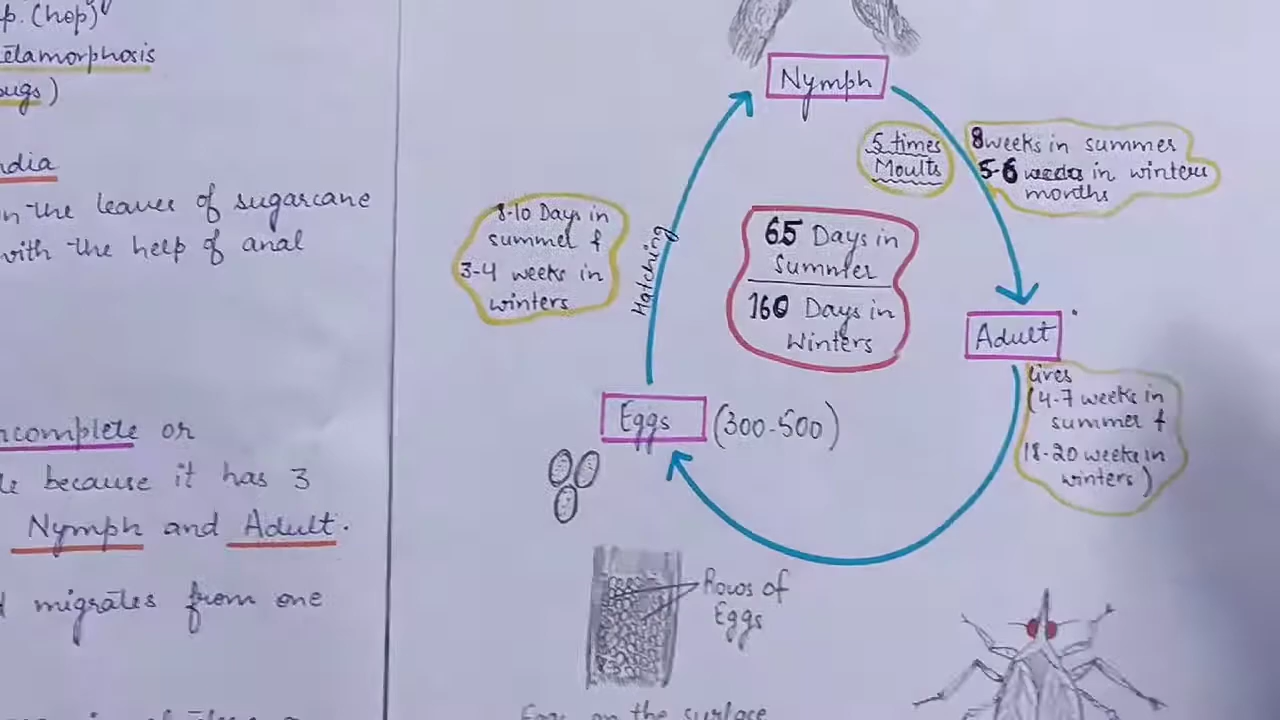 p. (hop)
etamorphosis
bugs)
ndia
n the leaves of sugarcane
with the help of anal
ncomplete or
le because it has 3
Nymph and Adult.
d migrates from one
Nymph
5 times
Moults
8 weeks in summer
5-6 weeks in winters
months
8-10 Days in
summer &
3-4 weeks in
winters
Hatching
65 Days in
Summer
160 Days in
Winters
Adult
lives
(4-7 weeks in
summer &
18-20 weeks in
winters)
Eggs (300-500)
Rows of
Eggs
Eggs on the surface